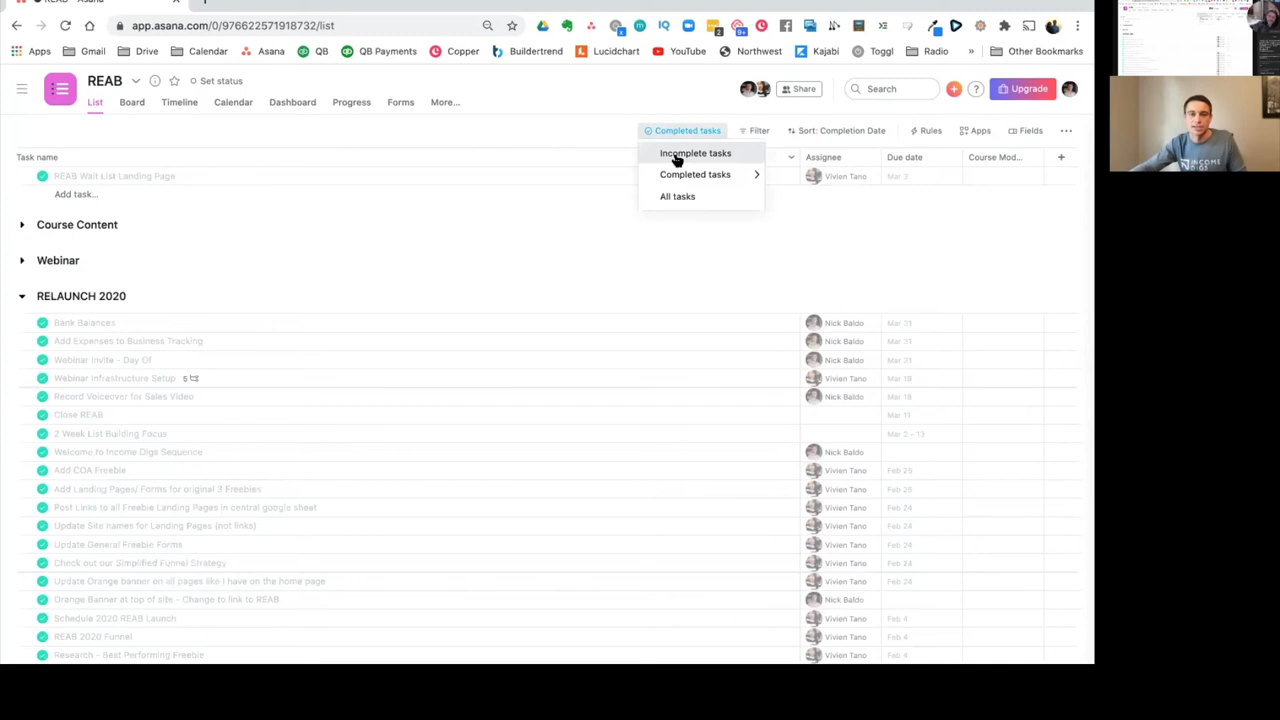 REAB - Asana
app.asana.com/0/976622571918732/list
Apps Gmail Drive Calendar Asana QB QB Payments Copper Bidtrend Lucidchart YouTube Northwest Kajabi Toggl Radio » Other Bookmarks
REAB Set status
List Board Timeline Calendar Dashboard Progress Forms More...
Share Search ? Upgrade
Completed tasks Filter Sort: Completion Date Rules Apps Fields
Incomplete tasks
Completed tasks
All tasks
Task name Assignee Due date Course Mod...
REAB Wait List Landing Page Vivien Tano Mar 3
Add task...
Course Content
Webinar
RELAUNCH 2020
Bank Balances Nick Baldo Mar 31
Add Expenses to Business Tracking Nick Baldo Mar 31
Webinar Invite - Day Of Nick Baldo Mar 31
Webinar Infrastructure Setup 5 Vivien Tano Mar 19
Record Voiceover for Sales Video Nick Baldo Mar 18
Close REAB Mar 11
2 Week List Building Focus Mar 2 - 13
Welcome to Income Digs Sequence Nick Baldo
Add COA Freebie Vivien Tano Feb 25
Add Landing Pages/ Forms for original 3 Freebies Vivien Tano Feb 25
Post Links to all Freebie Landing Pages in central google sheet Vivien Tano Feb 24
Update Site names for Landing Pages (not links) Vivien Tano Feb 24
Update General Freebie Forms Vivien Tano Feb 24
Check out our Simplified Funnel Strategy Vivien Tano Feb 24
Update Orange banner on all pages like I have on the home page Vivien Tano Feb 24
Orange Banner at top of site - Change to link to REAB Nick Baldo
Schedule 2020 REAB Launch Vivien Tano Feb 4
REAB 2020 Funnel Vivien Tano Feb 4
Research - Best Performing Freebie Vivien Tano Feb 4
INCOME
DIGS